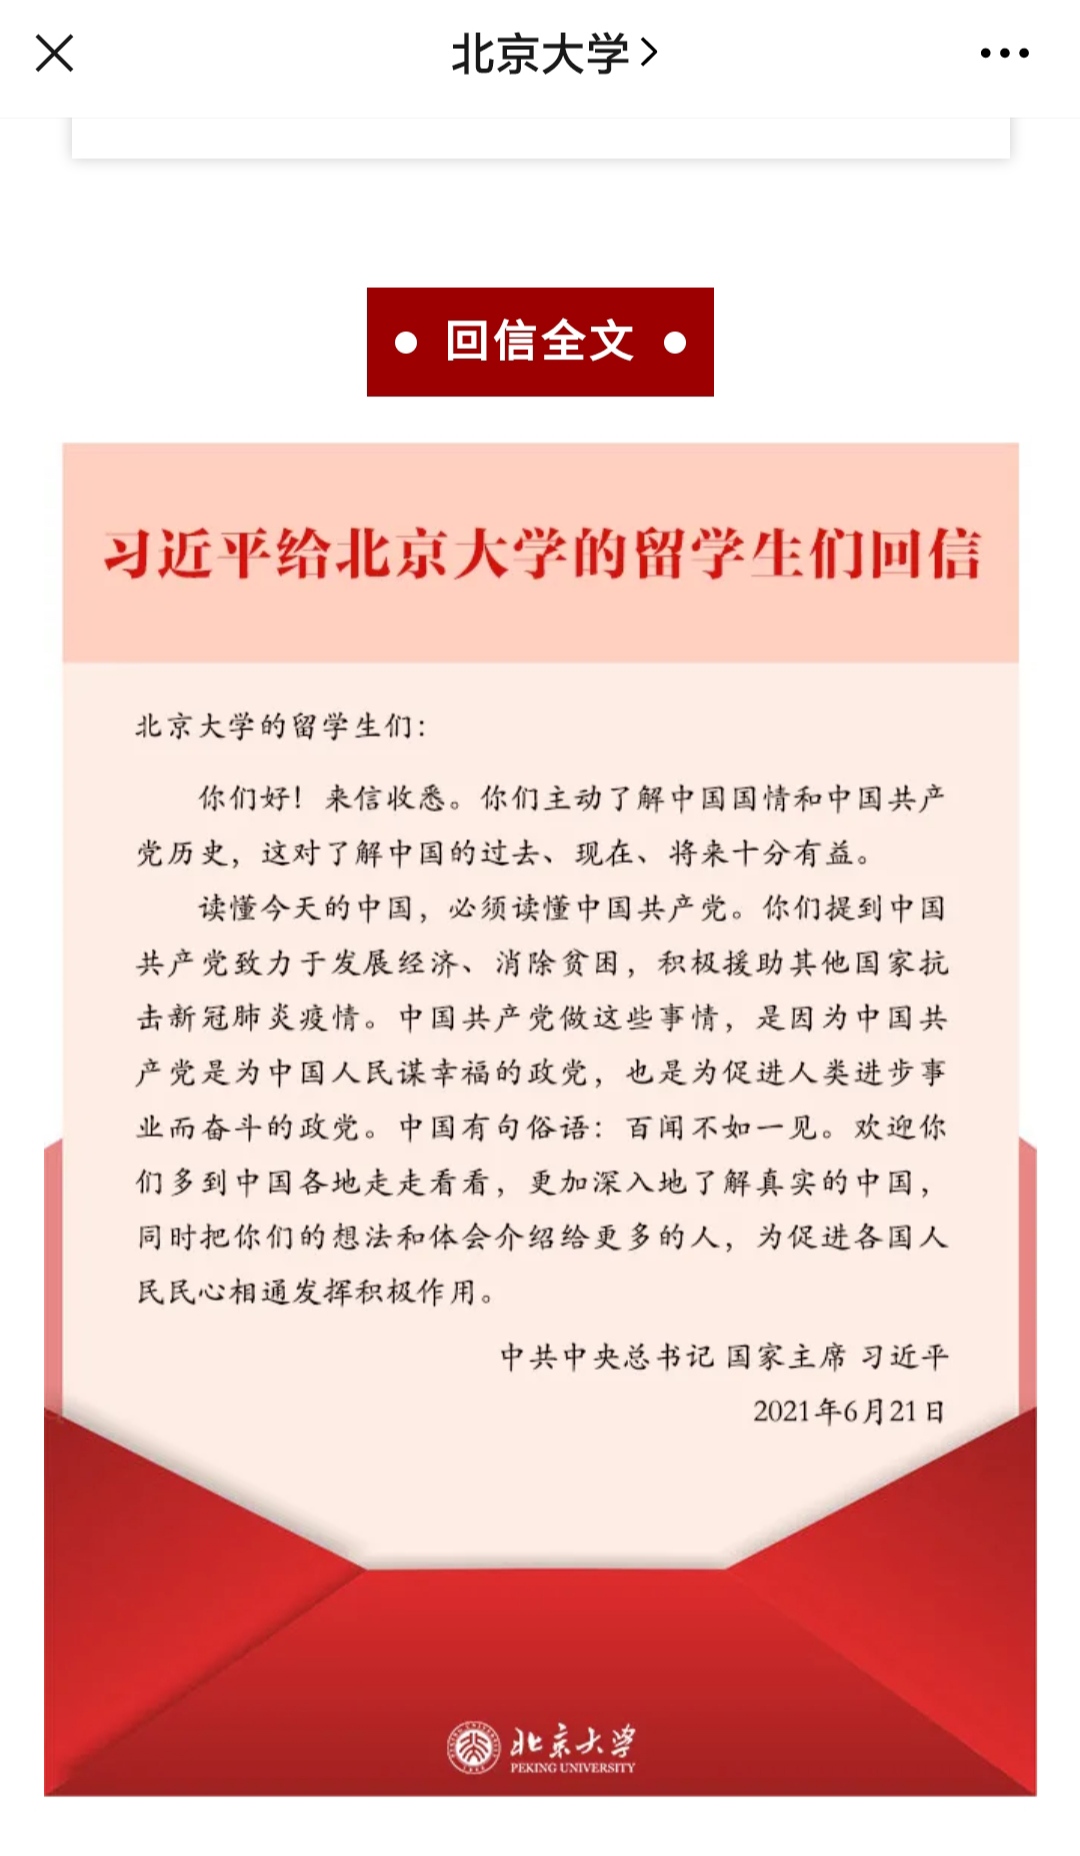 北京大学
回信全文
习近平给北京大学的留学生们回信
北京大学的留学生们：
你们好！来信收悉。你们主动了解中国国情和中国共产
党历史，这对了解中国的过去、现在、将来十分有益。
读懂今天的中国，必须读懂中国共产党。你们提到中国
共产党致力于发展经济、消除贫困，积极援助其他国家抗
击新冠肺炎疫情。中国共产党做这些事情，是因为中国共
产党是为中国人民谋幸福的政党，也是为促进人类进步事
业而奋斗的政党。中国有句俗语：百闻不如一见。欢迎你
们多到中国各地走走看看，更加深入地了解真实的中国，
同时把你们的想法和体会介绍给更多的人，为促进各国人
民民心相通发挥积极作用。
中共中央总书记 国家主席 习近平
2021年6月21日
北京大学
PEKING UNIVERSITY